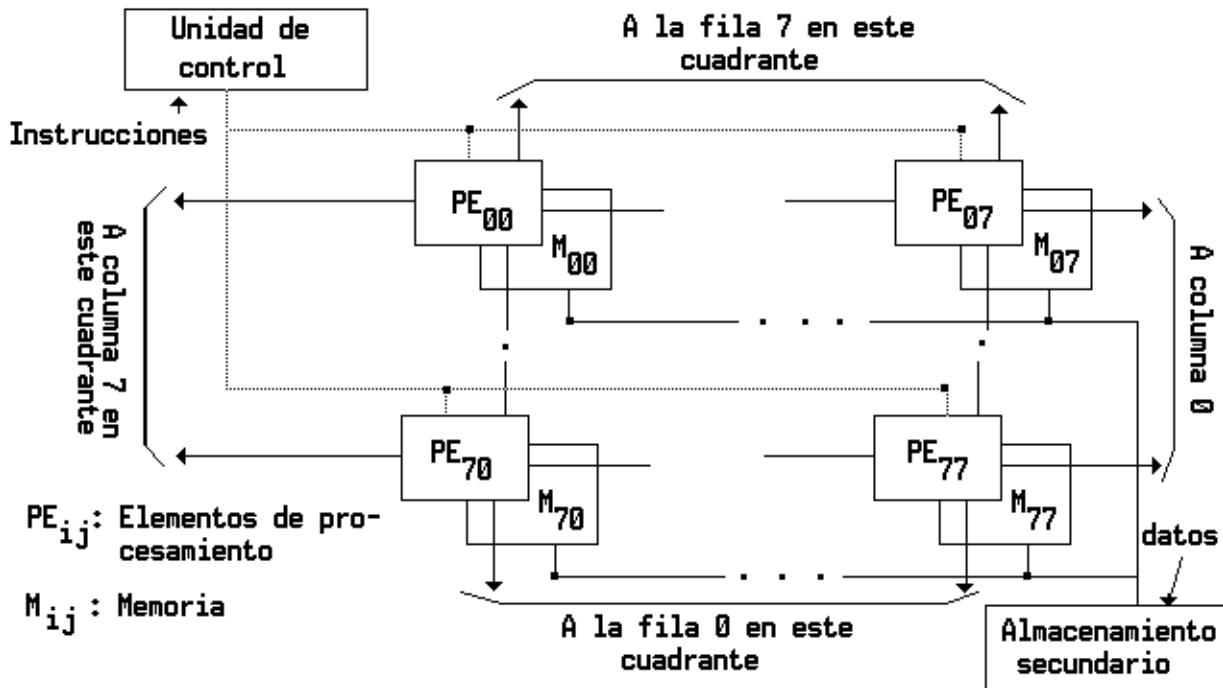 Unidad de
control
A la fila 7 en este
cuadrante
Instrucciones
PE00
M00
PE07
M07
A columna 7 en
este cuadrante
A columna 0
PE70
M70
PE77
M77
PEij: Elementos de pro-
cesamiento
Mij: Memoria
datos
A la fila 0 en este
cuadrante
Almacenamiento
secundario